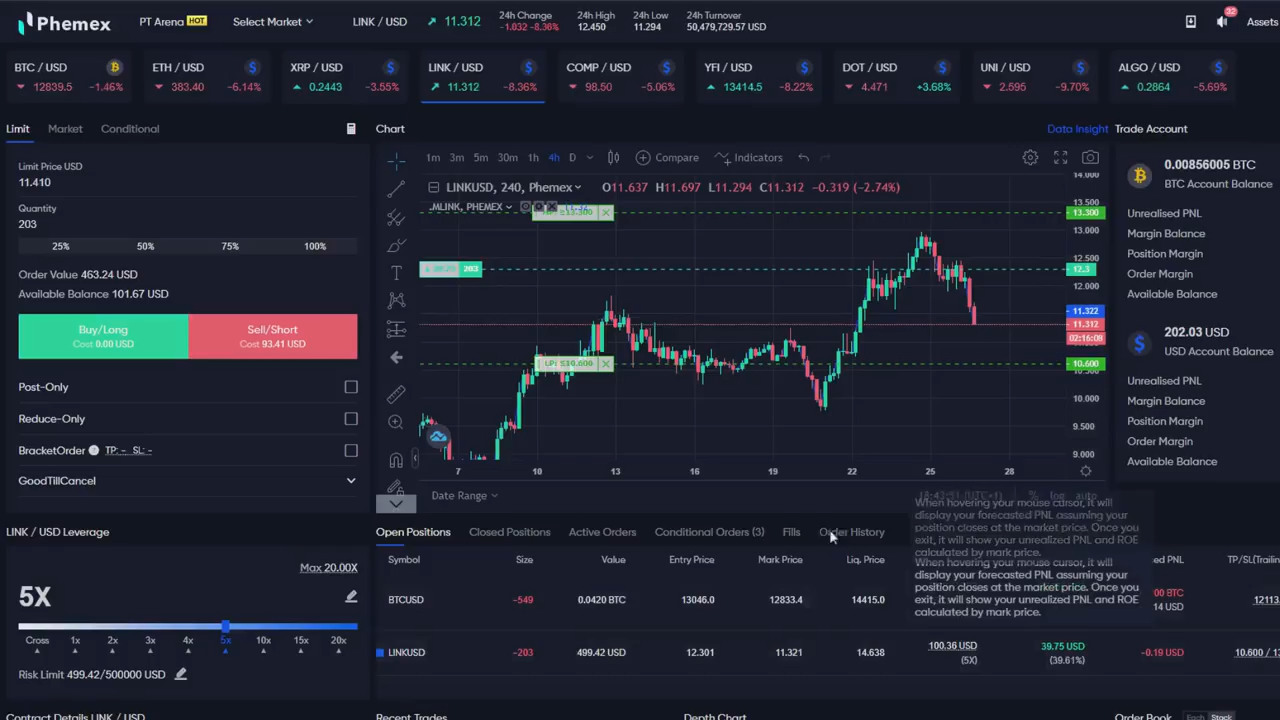 Phemex
PT Arena HOT
Select Market
LINK / USD
11.312
24h Change
-1.032 -8.36%
24h High
12.450
24h Low
11.294
24h Turnover
50,479,729.57 USD
32
Assets
BTC / USD
12839.5 -1.46%
ETH / USD
383.40 -6.14%
XRP / USD
0.2443 -3.55%
LINK / USD
11.312 -8.36%
COMP / USD
98.50 -5.06%
YFI / USD
13414.5 -8.22%
DOT / USD
4.471 +3.68%
UNI / USD
2.595 -9.70%
ALGO / USD
0.2864 -5.69%
Limit Market Conditional
Limit Price USD
11.410
Quantity
203
25% 50% 75% 100%
Order Value 463.24 USD
Available Balance 101.67 USD
Buy/Long
Cost 0.00 USD
Sell/Short
Cost 93.41 USD
Post-Only
Reduce-Only
BracketOrder TP: - SL: -
GoodTillCancel
LINK / USD Leverage
Max 20.00X
5X
Cross 1x 2x 3x 4x 5x 10x 15x 20x
Risk Limit 499.42/500000 USD
Contract Details LINK / USD
Chart
Data Insight
1m 3m 5m 30m 1h 4h D
Compare
Indicators
LINKUSD, 240, Phemex O11.637 H11.697 L11.294 C11.312 -0.319 (-2.74%)
.MLINK, PHEMEX
203
14.000
13.500
13.300
13.000
12.500
12.3
12.000
11.322
11.312
02:16:09
10.600
10.500
10.000
9.500
9.000
7 10 13 16 19 22 25 28
Date Range
% log auto
Open Positions Closed Positions Active Orders Conditional Orders (3) Fills Order History
When hovering your mouse cursor, it will
display your forecasted PNL assuming your
position closes at the market price. Once you
exit, it will show your unrealized PNL and ROE
calculated by mark price.
When hovering your mouse cursor, it will
display your forecasted PNL assuming your
position closes at the market price. Once you
exit, it will show your unrealized PNL and ROE
calculated by mark price.
Symbol Size Value Entry Price Mark Price Liq. Price PNL TP/SL(Trailin
BTCUSD -549 0.0420 BTC 13046.0 12833.4 14415.0 00 BTC 12113.
14 USD
LINKUSD -203 499.42 USD 12.301 11.321 14.638 100.36 USD 39.75 USD -0.19 USD 10.600 / 13
(5X) (39.61%)
Recent Trades
Depth Chart
Order Book
Each Stack
Trade Account
0.00856005 BTC
BTC Account Balance
Unrealised PNL
Margin Balance
Position Margin
Order Margin
Available Balance
202.03 USD
USD Account Balance
Unrealised PNL
Margin Balance
Position Margin
Order Margin
Available Balance